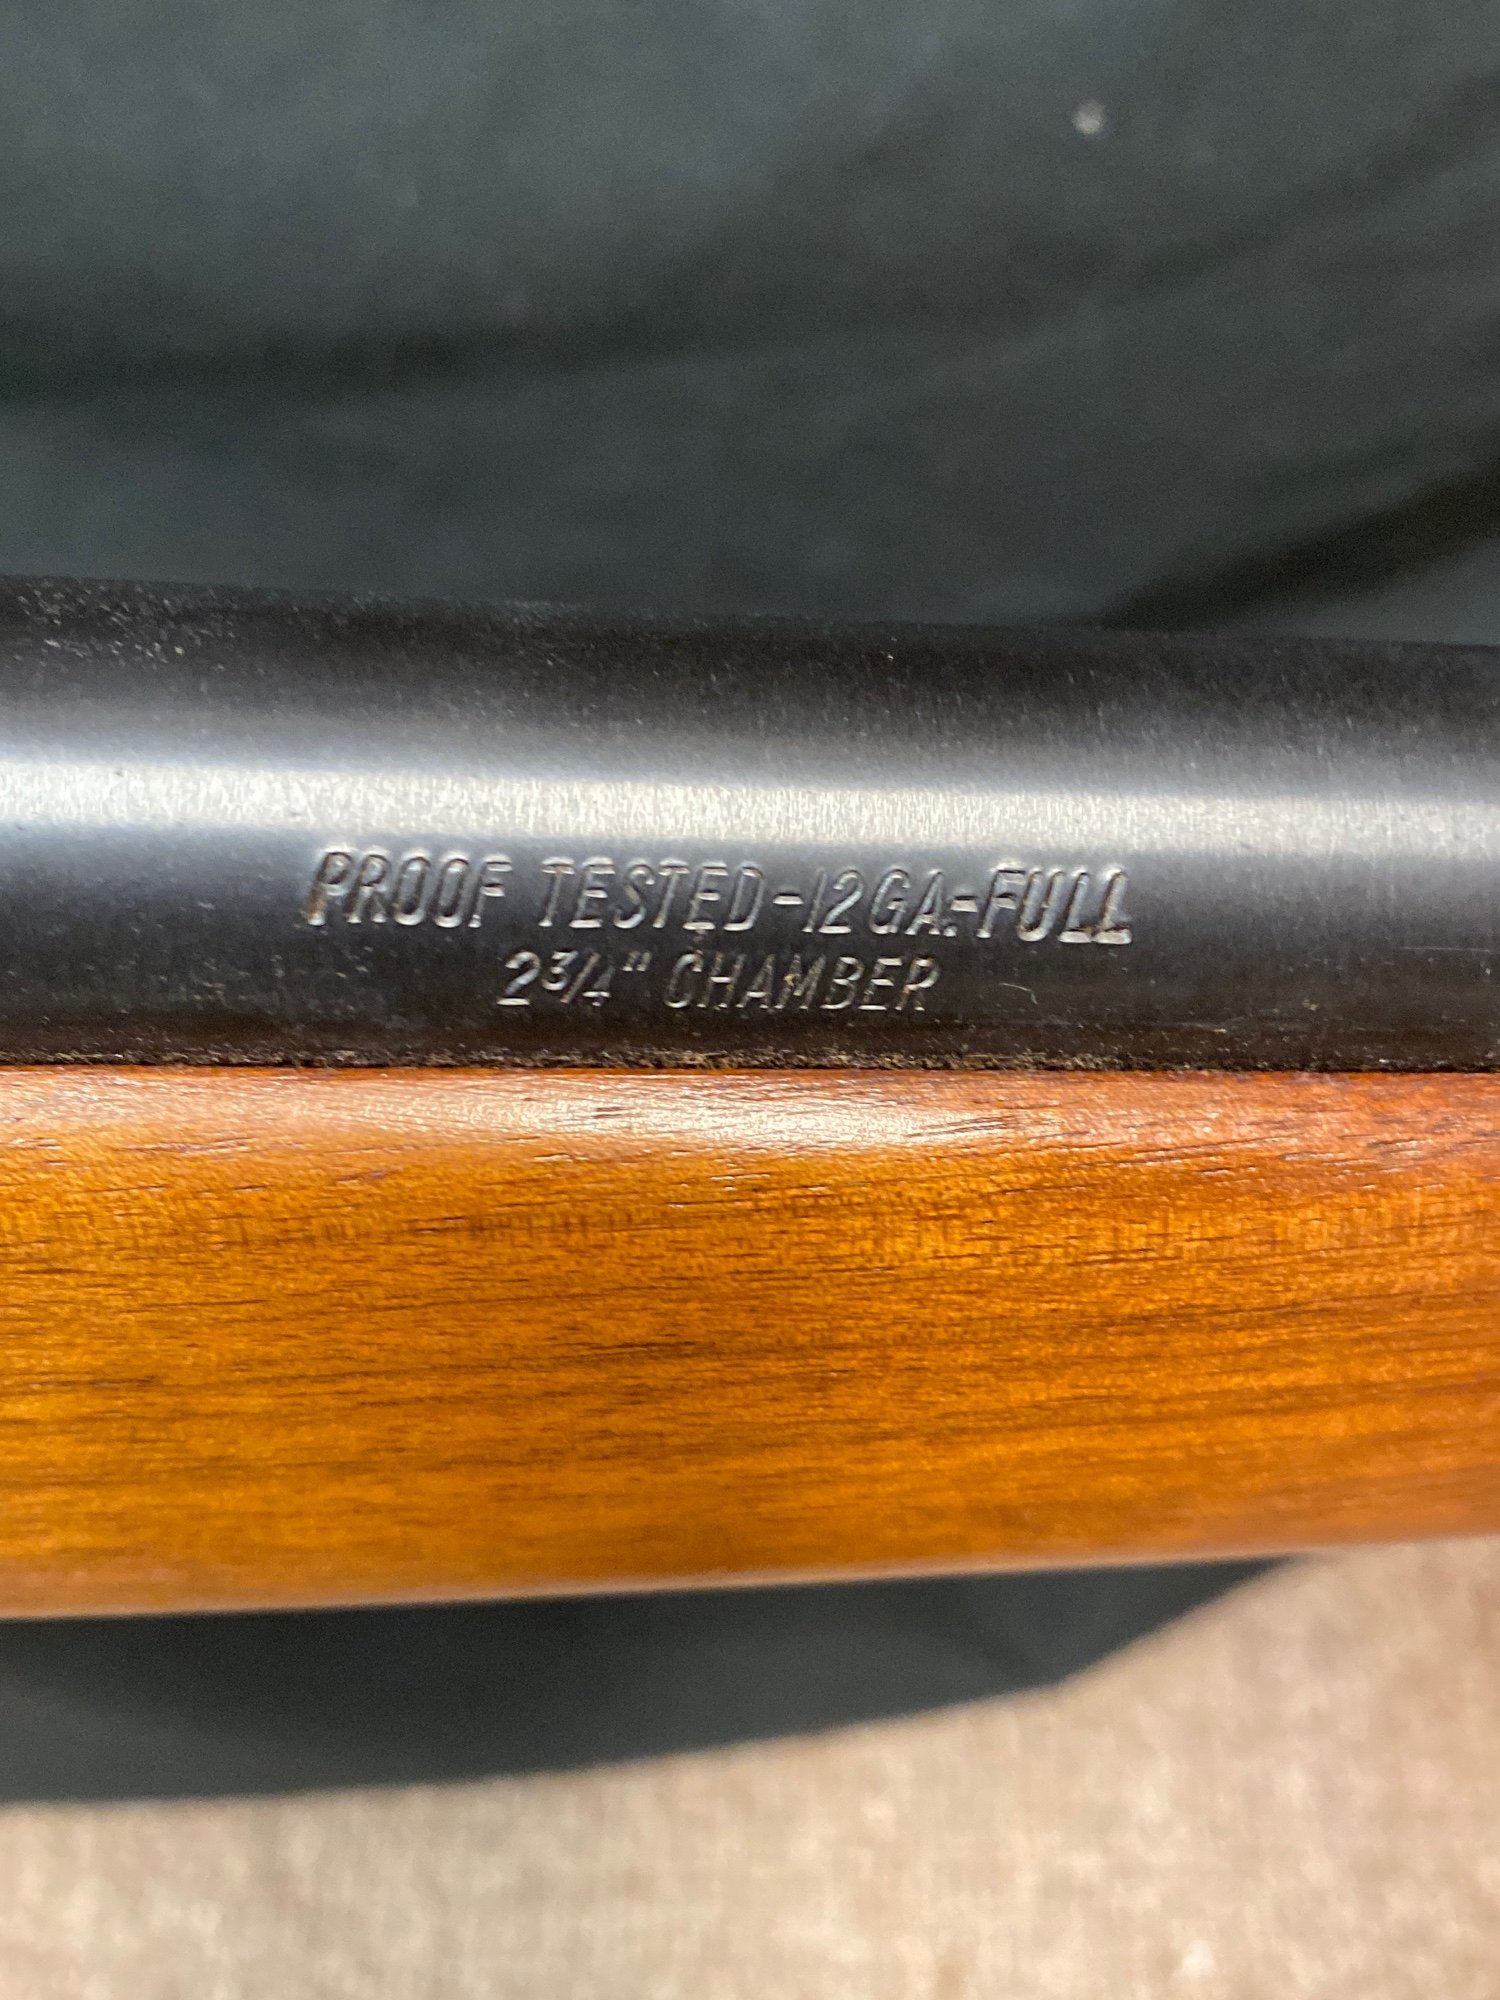 PROOF TESTED-12GA.-FULL
2¾" CHAMBER